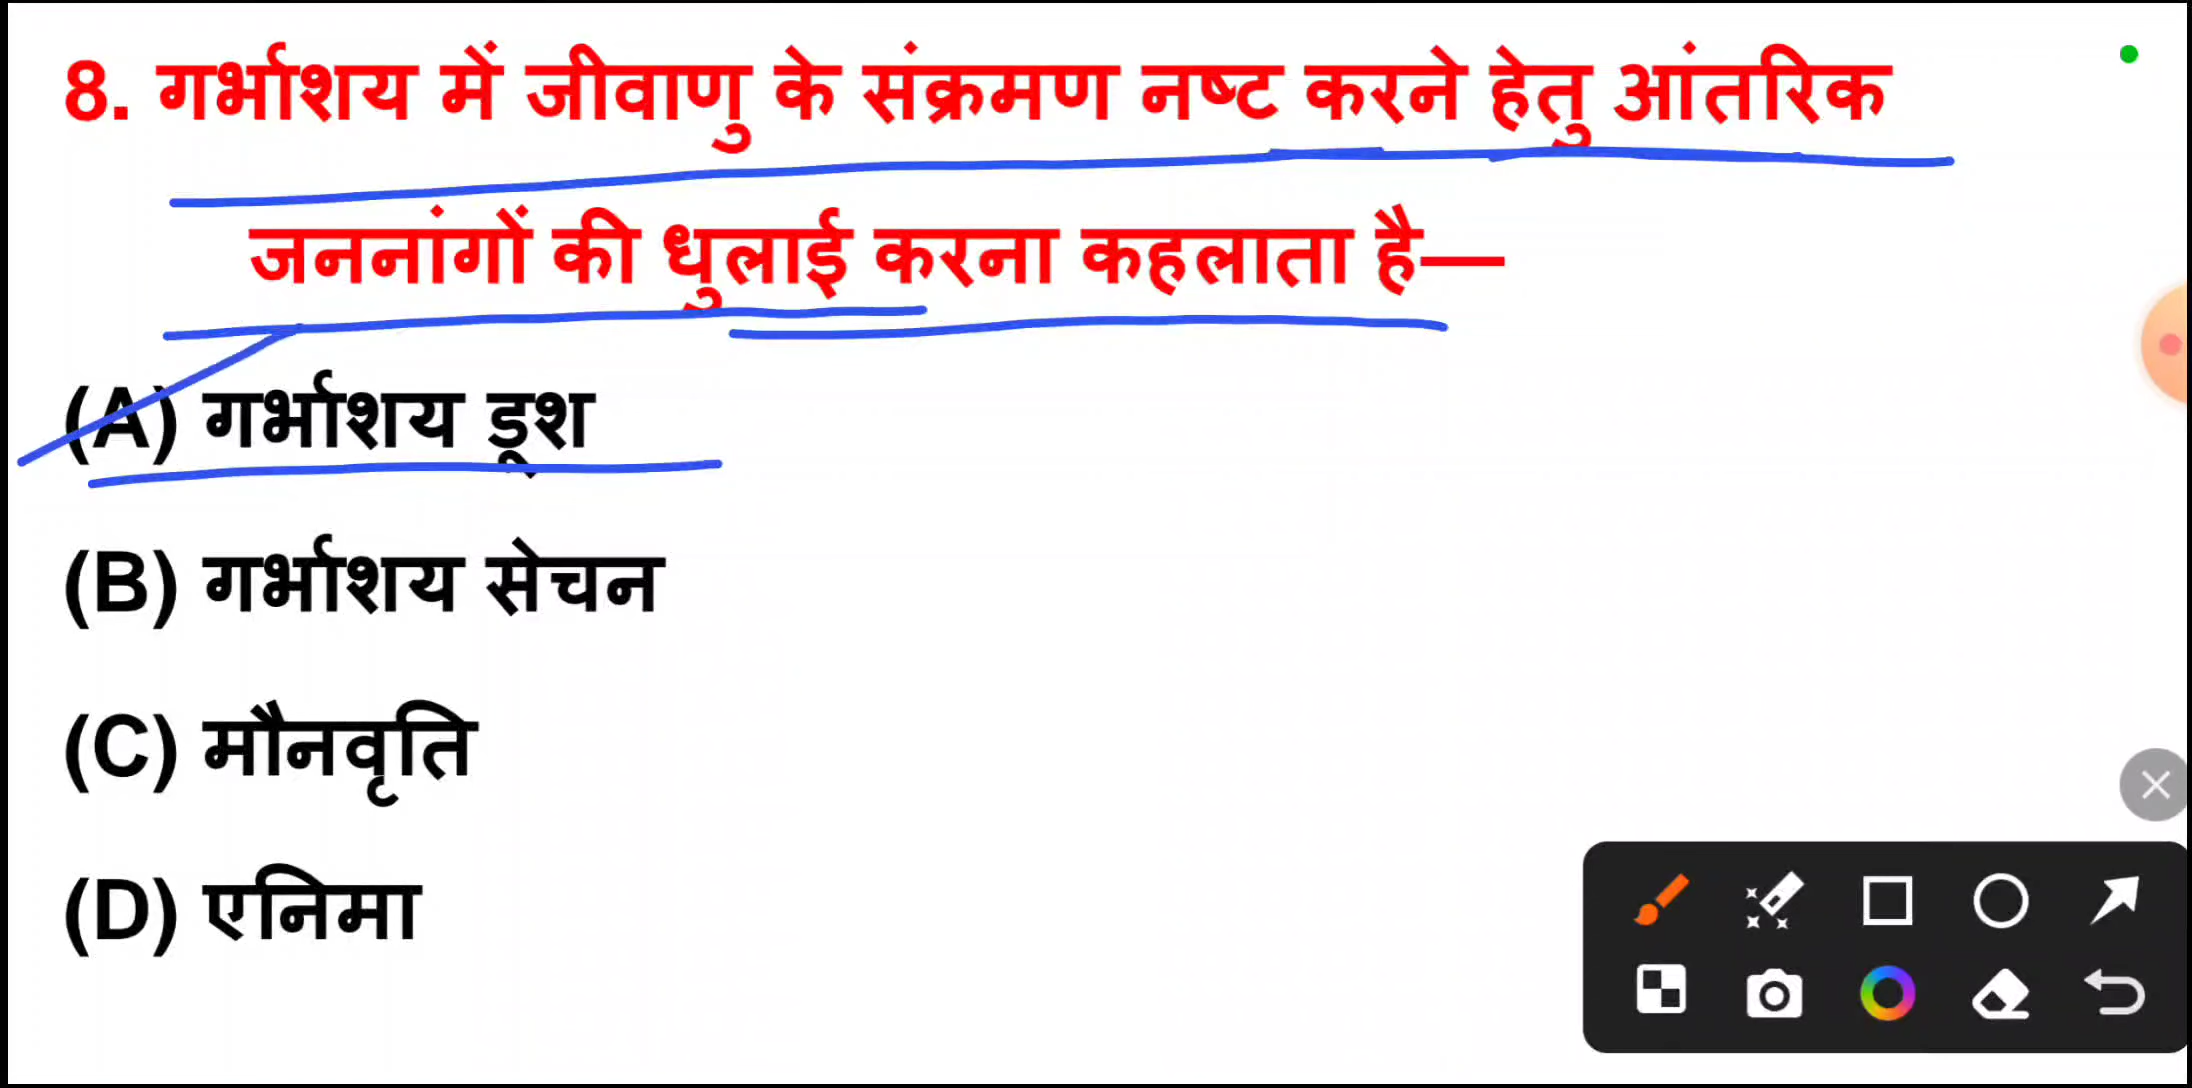 8. गर्भाशय में जीवाणु के संक्रमण नष्ट करने हेतु आंतरिक
जननांगों की धुलाई करना कहलाता है—
(A) गर्भाशय डूश
(B) गर्भाशय सेचन
(C) मौनवृति
(D) एनिमा